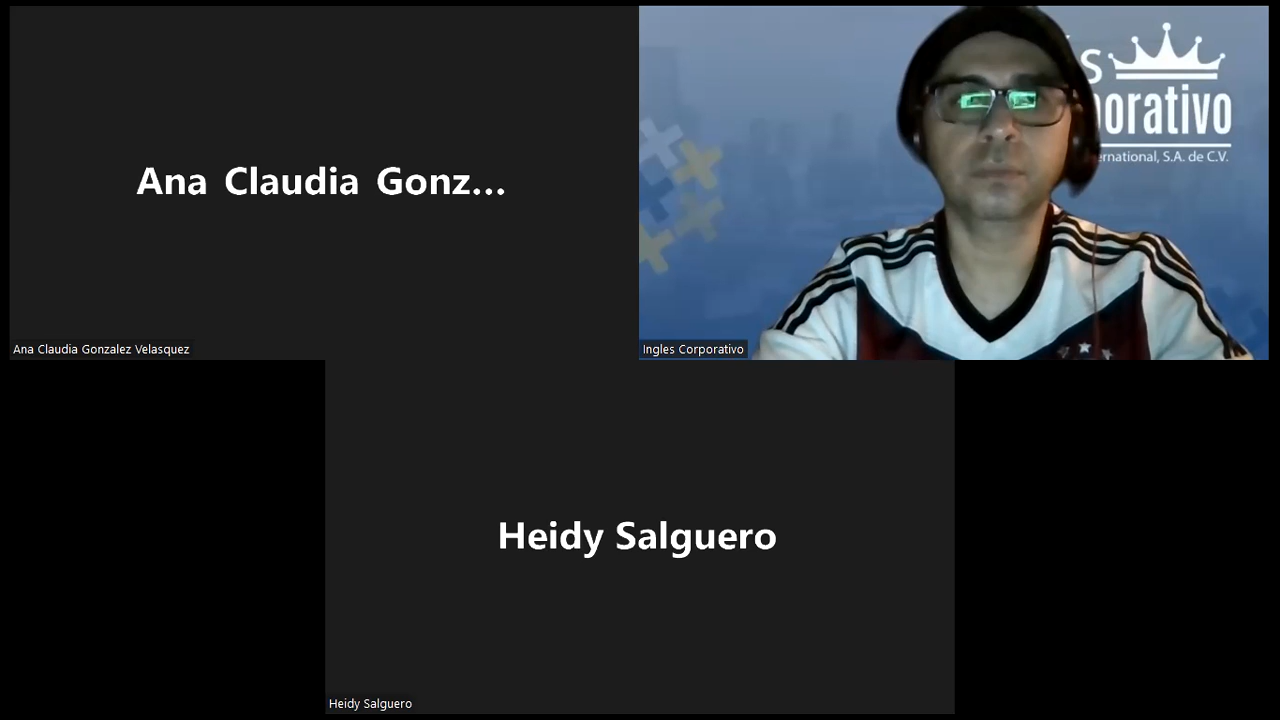 Ana Claudia Gonz...
Ana Claudia Gonzalez Velasquez
s
orativo
ernational, S.A. de C.V.
Ingles Corporativo
Heidy Salguero
Heidy Salguero